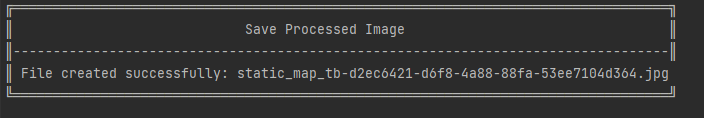 Save Processed Image
File created successfully: static_map_tb-d2ec6421-d6f8-4a88-88fa-53ee7104d364.jpg